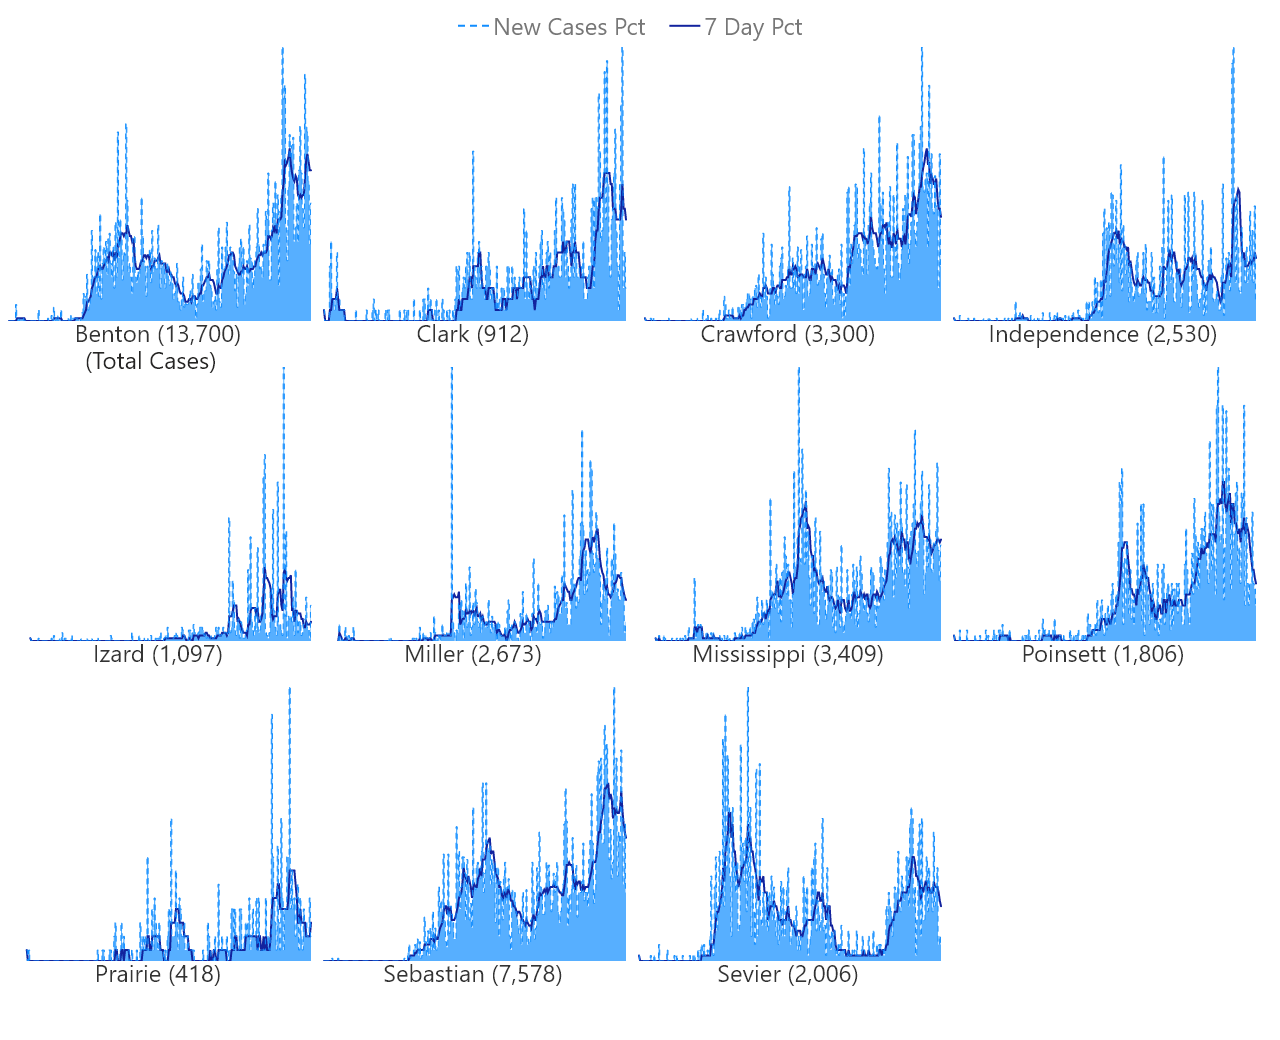 New Cases Pct 7 Day Pct
Benton (13,700) Clark (912) Crawford (3,300) Independence (2,530)
(Total Cases)
Izard (1,097) Miller (2,673) Mississippi (3,409) Poinsett (1,806)
Prairie (418) Sebastian (7,578) Sevier (2,006)